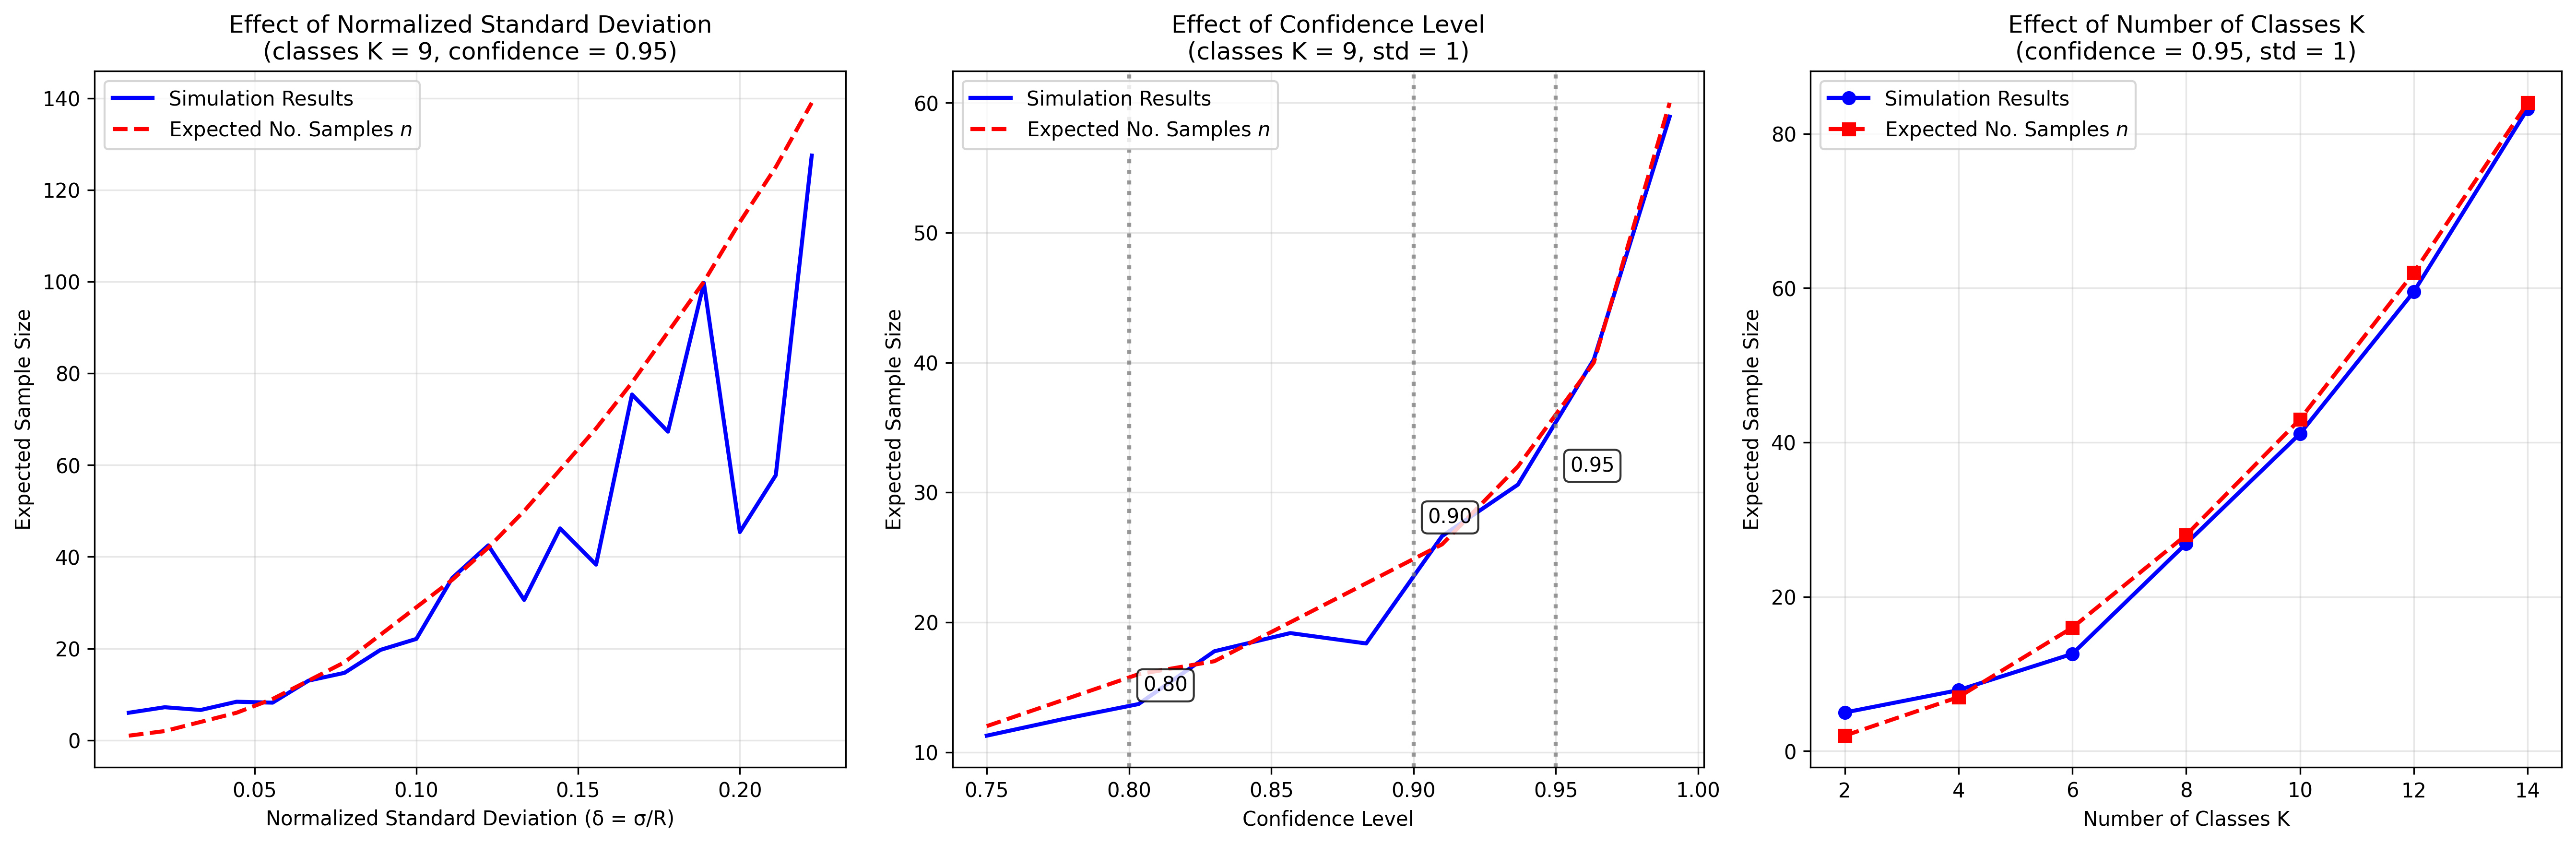 Effect of Normalized Standard Deviation
(classes K = 9, confidence = 0.95)
Simulation Results
Expected No. Samples n
140
120
100
80
60
40
20
0
Expected Sample Size
0.05
0.10
0.15
0.20
Normalized Standard Deviation (δ = σ/R)
Effect of Confidence Level
(classes K = 9, std = 1)
Simulation Results
Expected No. Samples n
60
50
40
30
20
10
Expected Sample Size
0.80
0.90
0.95
0.75
0.80
0.85
0.90
0.95
1.00
Confidence Level
Effect of Number of Classes K
(confidence = 0.95, std = 1)
Simulation Results
Expected No. Samples n
80
60
40
20
0
Expected Sample Size
2
4
6
8
10
12
14
Number of Classes K